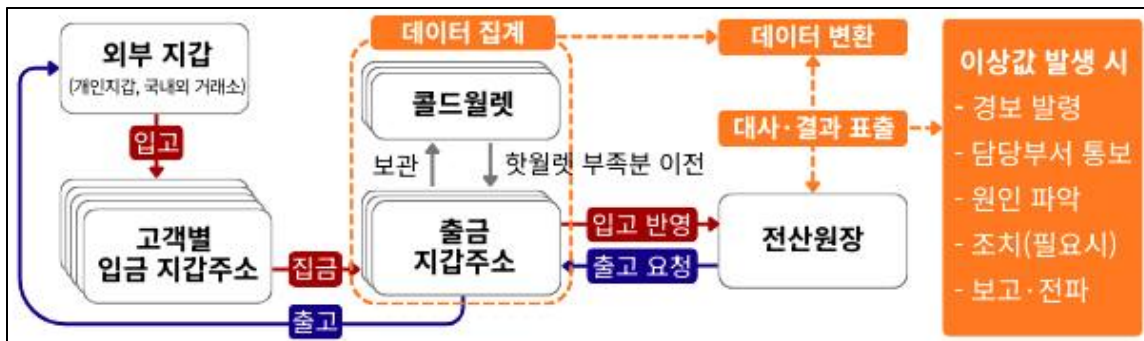 데이터 집계
데이터 변환
외부 지갑
(개인지갑, 국내외 거래소)
콜드월렛
대사·결과 표출
입고
보관
핫월렛 부족분 이전
고객별
입금 지갑주소
집금
출금
지갑주소
입고 반영
출고 요청
전산원장
출고
이상값 발생 시
- 경보 발령
- 담당부서 통보
- 원인 파악
- 조치(필요시)
- 보고·전파